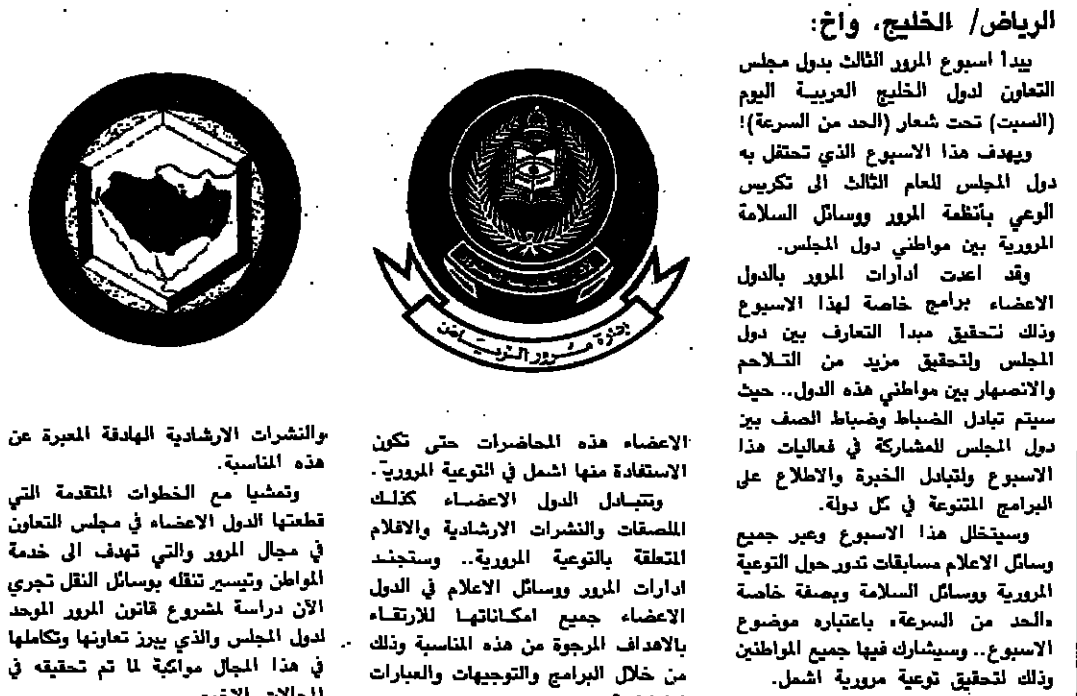 الرياض/ الخليج، واخ:
يبدا اسبوع المرور الثالث بدول مجلس
التعاون لدول الخليج العربية اليوم
(السبت) تحت شعار (الحد من السرعة)!
ويهدف هذا الاسبوع الذي تحتفل به
دول المجلس للعام الثالث الى تكريس
الوعي بأنظمة المرور ووسائل السلامة
المرورية بين مواطني دول المجلس.
وقد اعدت ادارات المرور بالدول
الاعضاء برامج خاصة لهذا الاسبوع
وذلك لتحقيق مبدا التعارف بين دول
المجلس ولتحقيق مزيد من التلاحم
والانصهار بين مواطني هذه الدول.. حيث
سيتم تبادل الضباط وضباط الصف بين
دول المجلس للمشاركة في فعاليات هذا
الاسبوع ولتبادل الخبرة والاطلاع على
البرامج المتنوعة في كل دولة.
وسيتخلل هذا الاسبوع وعبر جميع
وسائل الاعلام مسابقات تدور حول التوعية
المرورية ووسائل السلامة وبصفة خاصة
«الحد من السرعة» باعتباره موضوع
الاسبوع.. وسيشارك فيها جميع المواطنين
وذلك لتحقيق توعية مرورية اشمل.
مرور الريـاض
الاعضاء هذه المحاضرات حتى تكون
الاستفادة منها اشمل في التوعية المرورية.
وتتبادل الدول الاعضاء كذلك
الملصقات والنشرات الارشادية والافلام
المتعلقة بالتوعية المرورية.. وستجند
ادارات المرور ووسائل الاعلام في الدول
الاعضاء جميع امكاناتها للارتقاء
بالاهداف المرجوة من هذه المناسبة وذلك
من خلال البرامج والتوجيهات والعبارات
والنشرات الارشادية الهادفة المعبرة عن
هذه المناسبة.
وتمشيا مع الخطوات المتقدمة التي
قطعتها الدول الاعضاء في مجلس التعاون
في مجال المرور والتي تهدف الى خدمة
المواطن وتيسير تنقله بوسائل النقل تجري
الآن دراسة لمشروع قانون المرور الموحد
لدول المجلس والذي يبرز تعاونها وتكاملها
في هذا المجال مواكبة لما تم تحقيقه في